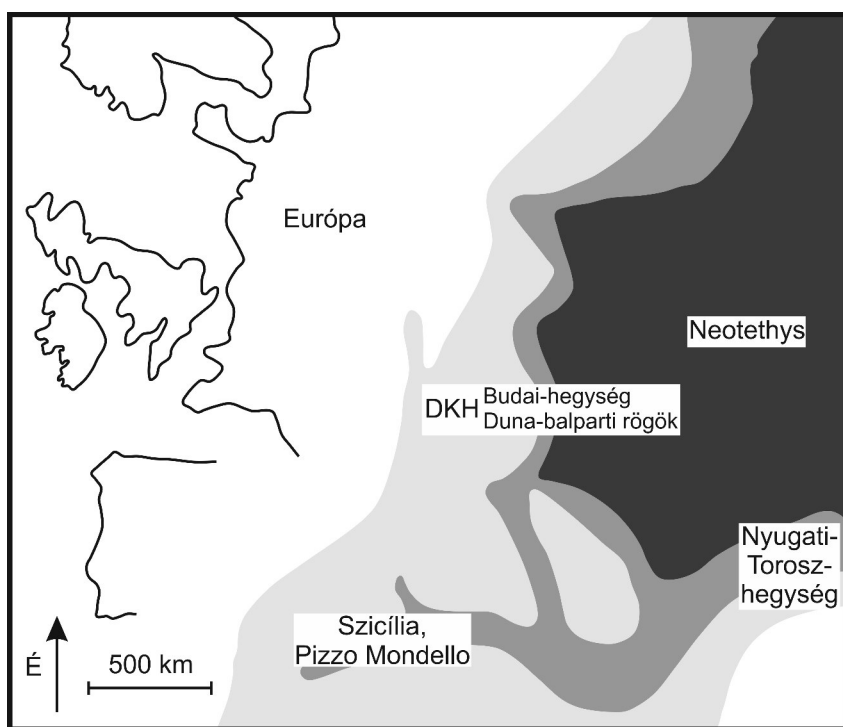 Európa
Neotethys
DKH Budai-hegység
Duna-balparti rögök
Nyugati-
Torosz-
hegység
Szicília,
Pizzo Mondello
É
500 km